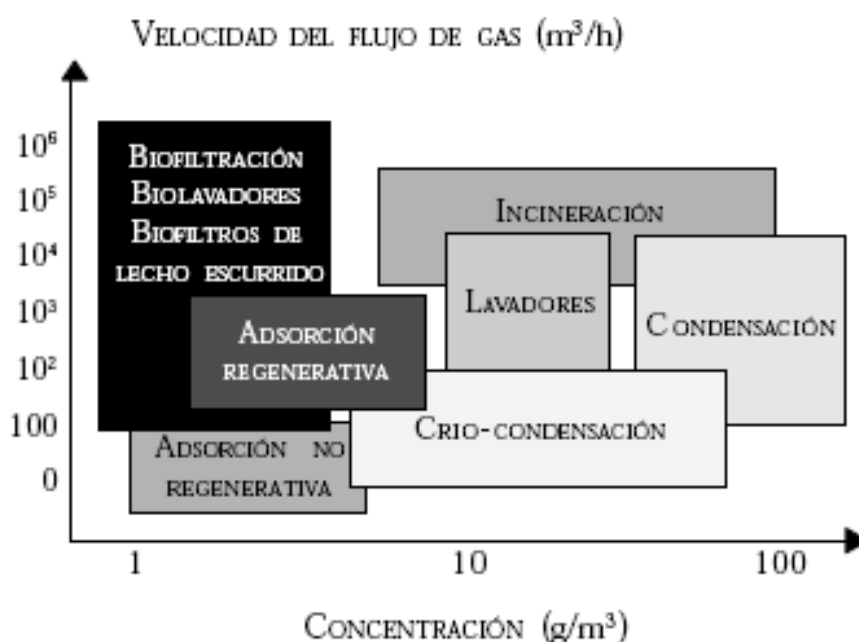 VELOCIDAD DEL FLUJO DE GAS (m³/h)
10⁶
10⁵
10⁴
10³
10²
100
0
BIOFILTRACIÓN
BIOLAVADORES
BIOFILTROS DE
LECHO ESCURRIDO
INCINERACIÓN
LAVADORES
CONDENSACIÓN
ADSORCIÓN
REGENERATIVA
CRIO-CONDENSACIÓN
ADSORCIÓN NO
REGENERATIVA
1 10 100
CONCENTRACIÓN (g/m³)